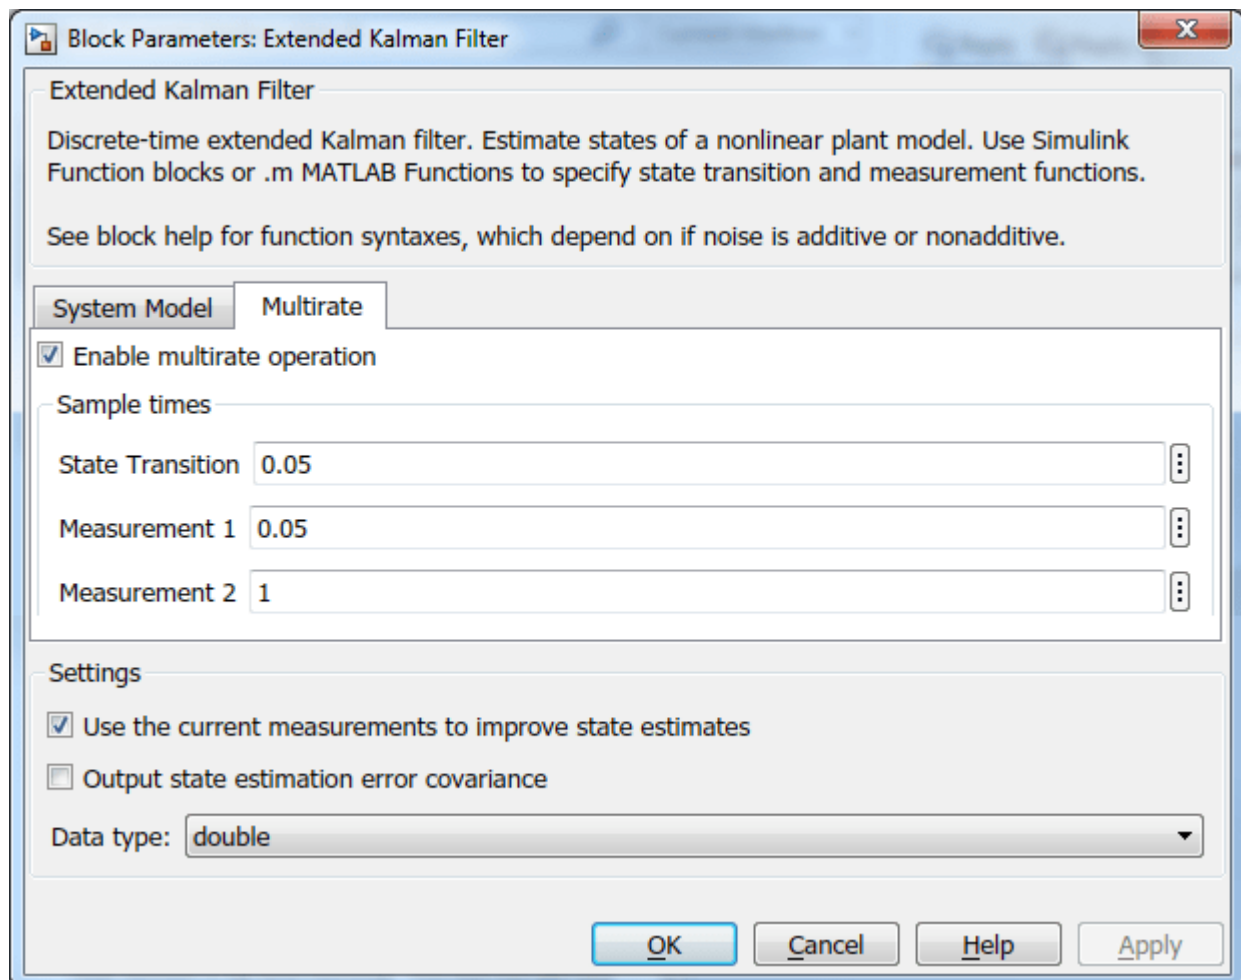 Block Parameters: Extended Kalman Filter
X
Extended Kalman Filter
Discrete-time extended Kalman filter. Estimate states of a nonlinear plant model. Use Simulink
Function blocks or .m MATLAB Functions to specify state transition and measurement functions.
See block help for function syntaxes, which depend on if noise is additive or nonadditive.
System Model Multirate
Enable multirate operation
Sample times
State Transition 0.05
Measurement 1 0.05
Measurement 2 1
Settings
Use the current measurements to improve state estimates
Output state estimation error covariance
Data type: double
OK Cancel Help Apply